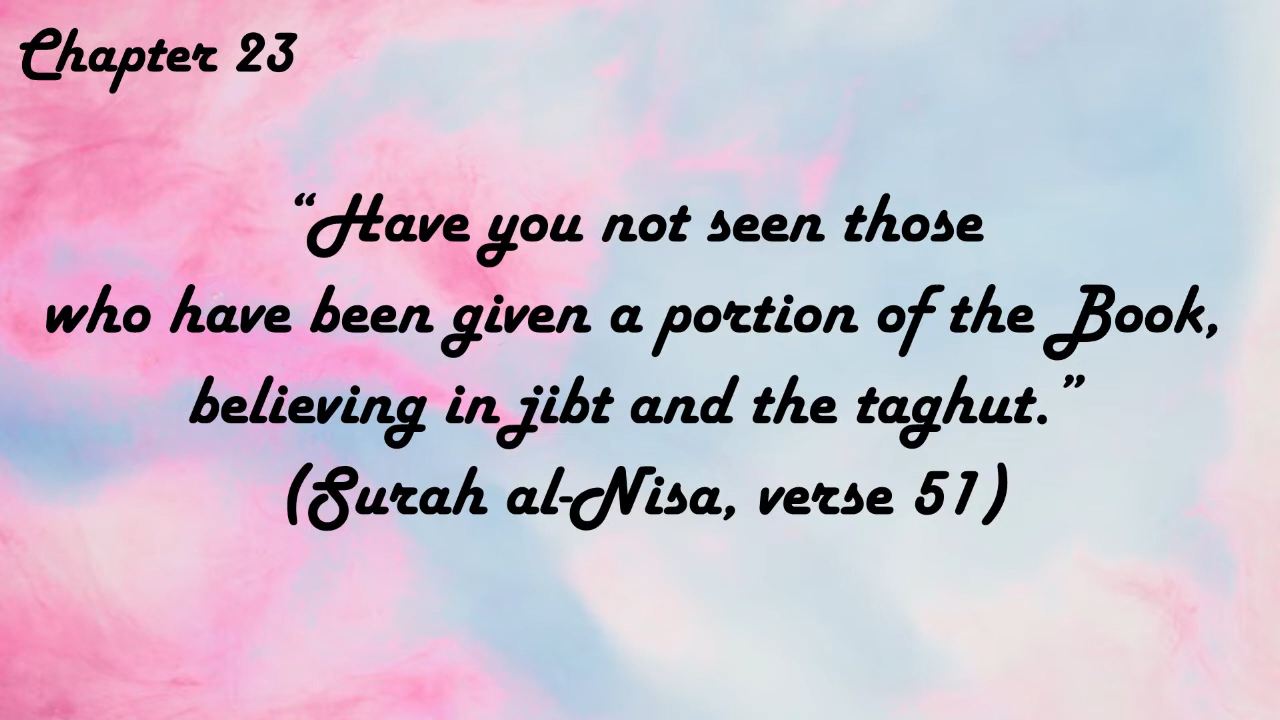 Chapter 23
“Have you not seen those
who have been given a portion of the Book,
believing in jibt and the taghut.”
(Surah al-Nisa, verse 51)